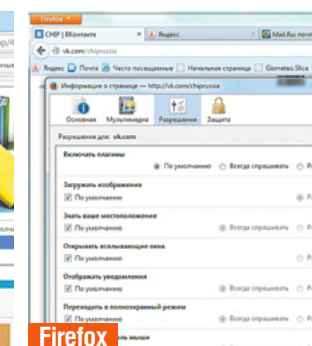 Firefox
CHIP | ВКонтакте
Яндекс
Mail.Ru: почт
vk.com/chiprussia
Яндекс Почта Часто посещаемые Начальная страница Gismeteo.Slice
Информация о странице — http://vk.com/chiprussia
Основная Мультимедиа Разрешения Защита
Разрешения для: vk.com
Включать плагины
По умолчанию Всегда спрашивать
Загружать изображения
По умолчанию
Знать ваше местоположение
По умолчанию Всегда спрашивать
Открывать всплывающие окна
По умолчанию
Отображать уведомления
По умолчанию Всегда спрашивать
Переходить в полноэкранный режим
По умолчанию Всегда спрашивать
Firefox
мыши